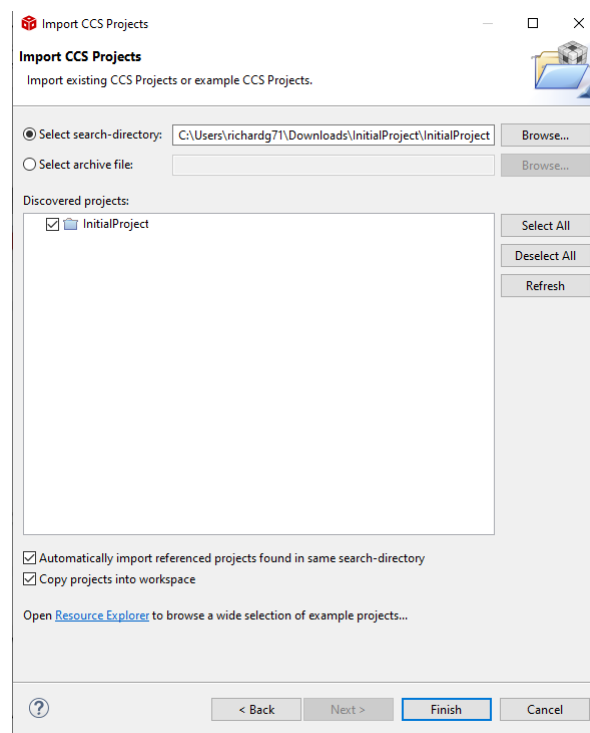 Import CCS Projects
Import CCS Projects
Import existing CCS Projects or example CCS Projects.
Select search-directory: C:\Users\richardg71\Downloads\InitialProject\InitialProject Browse...
Select archive file: Browse...
Discovered projects:
InitialProject
Select All
Deselect All
Refresh
Automatically import referenced projects found in same search-directory
Copy projects into workspace
Open Resource Explorer to browse a wide selection of example projects...
? < Back Next > Finish Cancel